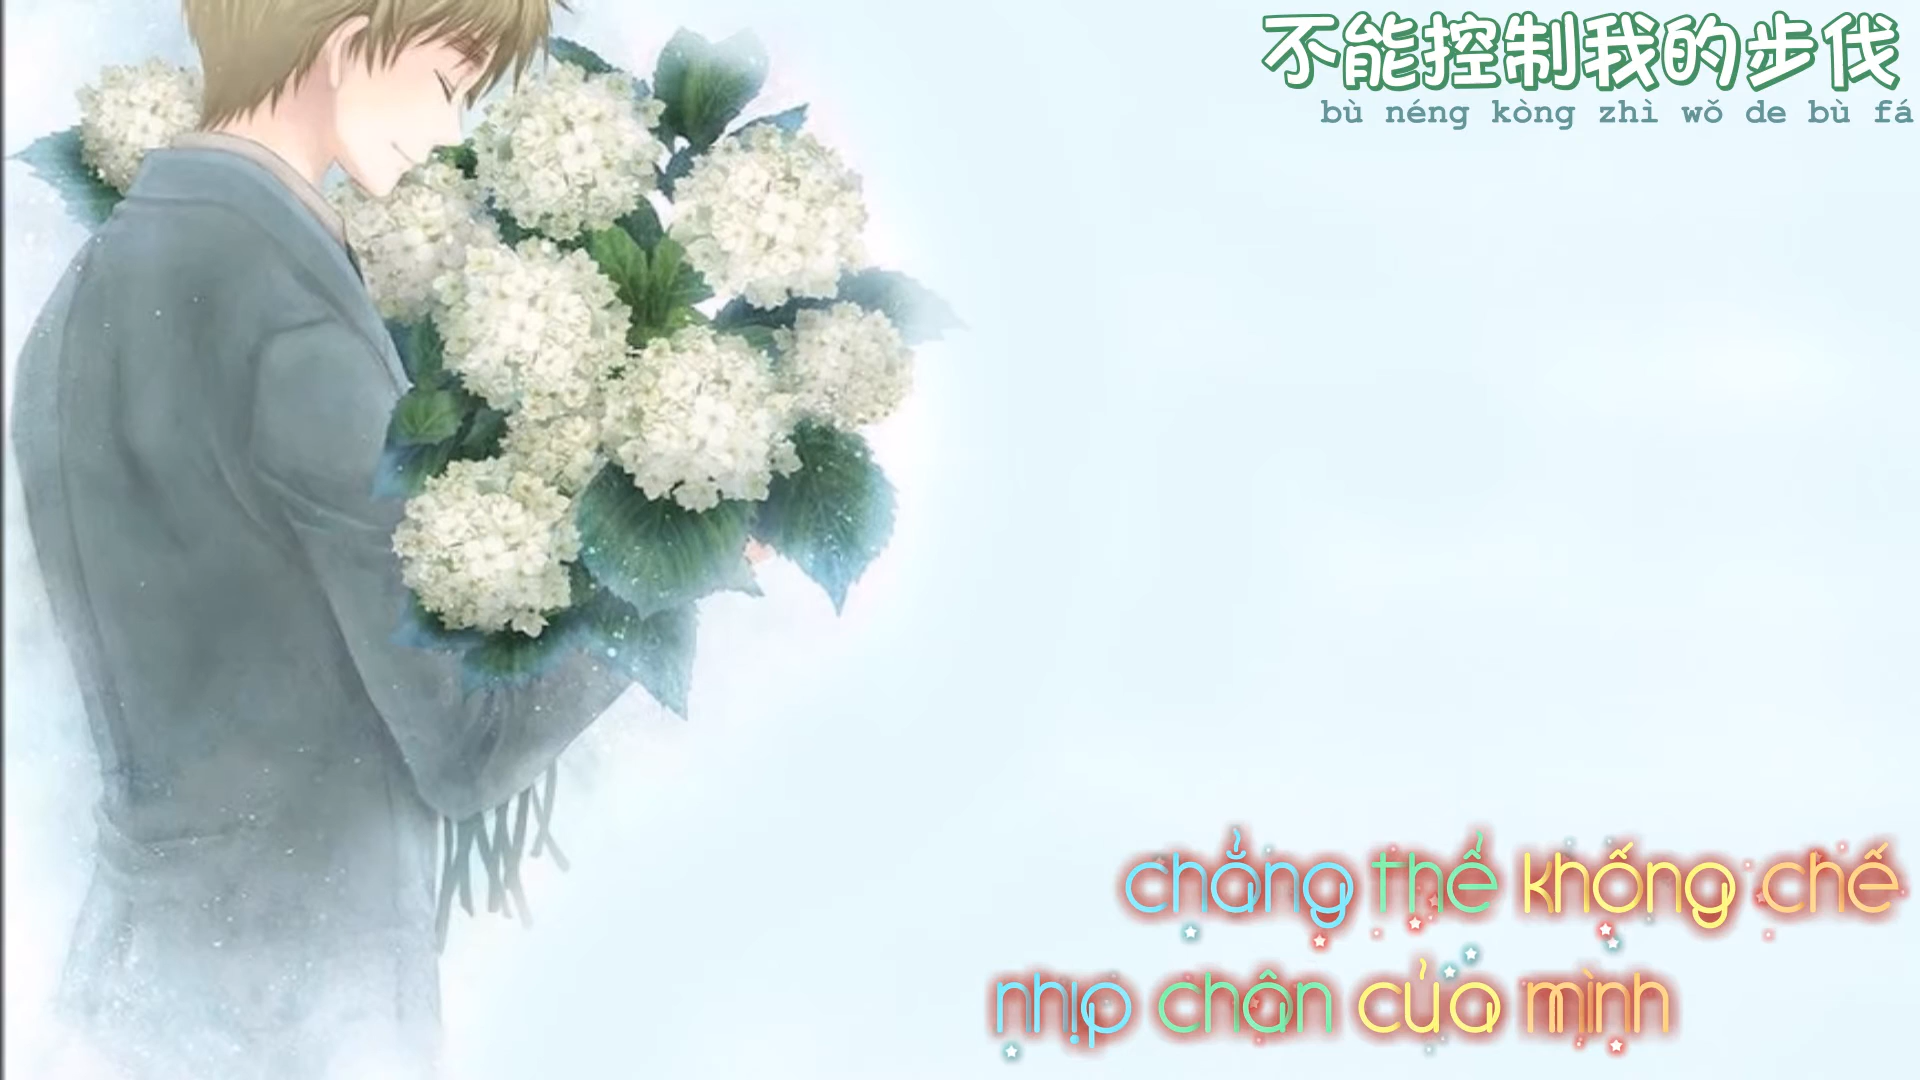 不能控制我的步伐
bù néng kòng zhì wǒ de bù fá
chẳng thể khống chế
nhịp chân của mình